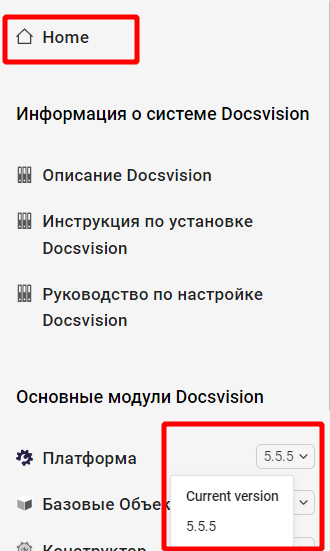 Home
Информация о системе Docsvision
Описание Docsvision
Инструкция по установке
Docsvision
Руководство по настройке
Docsvision
Основные модули Docsvision
Платформа 5.5.5
Current version
Базовые Объек
5.5.5
Конструктор